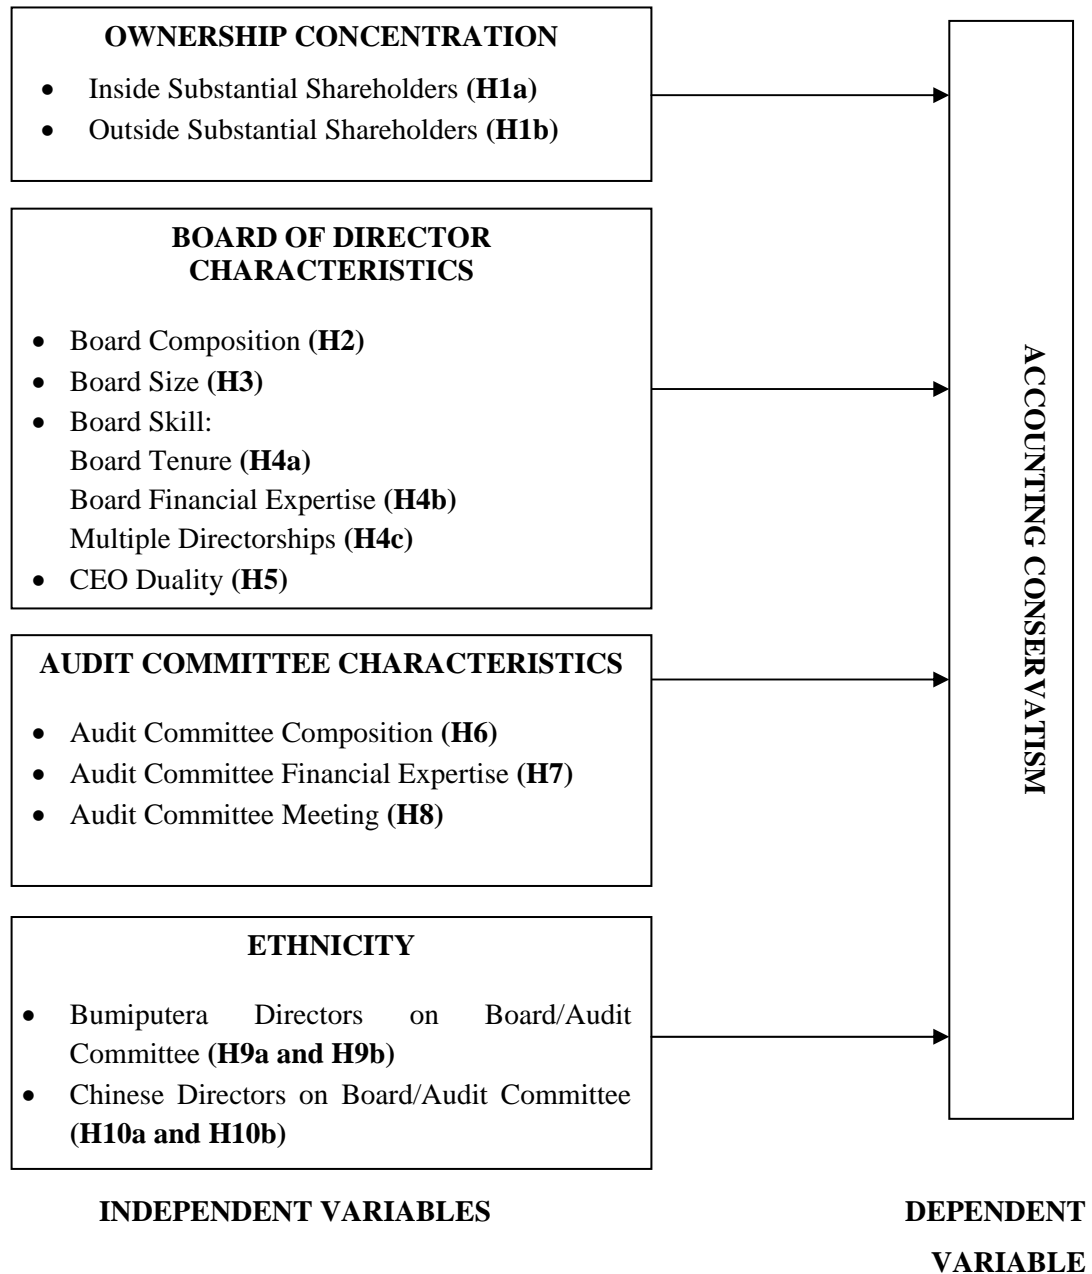 OWNERSHIP CONCENTRATION
• Inside Substantial Shareholders (H1a)
• Outside Substantial Shareholders (H1b)
BOARD OF DIRECTOR
CHARACTERISTICS
• Board Composition (H2)
• Board Size (H3)
• Board Skill:
Board Tenure (H4a)
Board Financial Expertise (H4b)
Multiple Directorships (H4c)
• CEO Duality (H5)
AUDIT COMMITTEE CHARACTERISTICS
• Audit Committee Composition (H6)
• Audit Committee Financial Expertise (H7)
• Audit Committee Meeting (H8)
ETHNICITY
• Bumiputera Directors on Board/Audit
Committee (H9a and H9b)
• Chinese Directors on Board/Audit Committee
(H10a and H10b)
ACCOUNTING CONSERVATISM
INDEPENDENT VARIABLES
DEPENDENT
VARIABLE